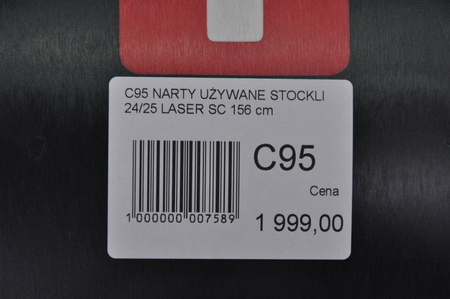 C95 NARTY UŻYWANE STOCKLI
24/25 LASER SC 156 cm
C95
Cena
1 999,00
1 000000 007589